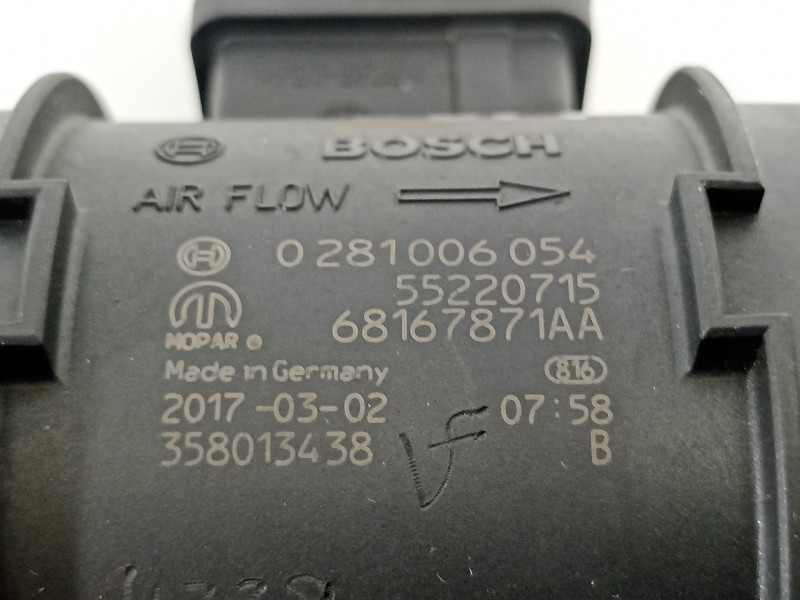 BOSCH
AIR FLOW
0 281 006 054
55220715
68167871AA
MOPAR ®
Made in Germany 816
2017-03-02 07:58
358013438 B